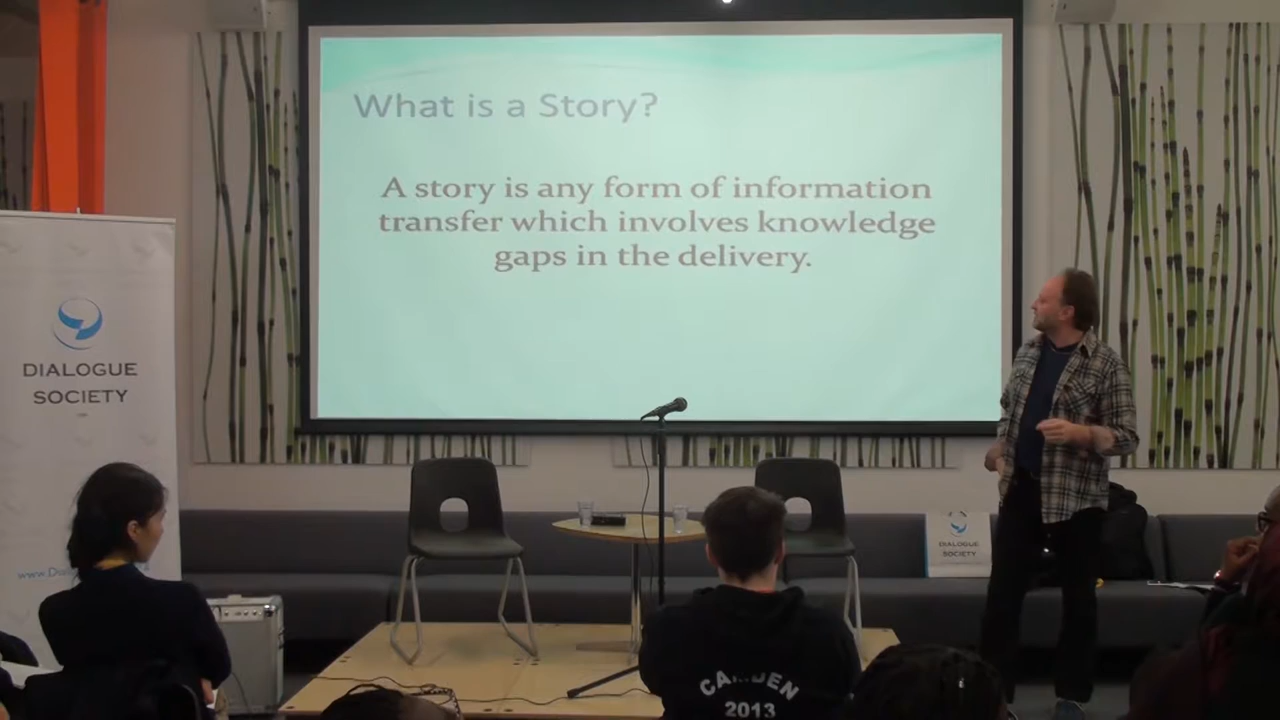 What is a Story?
A story is any form of information
transfer which involves knowledge
gaps in the delivery.
DIALOGUE
SOCIETY
DIALOGUE
SOCIETY
CAMDEN
2013